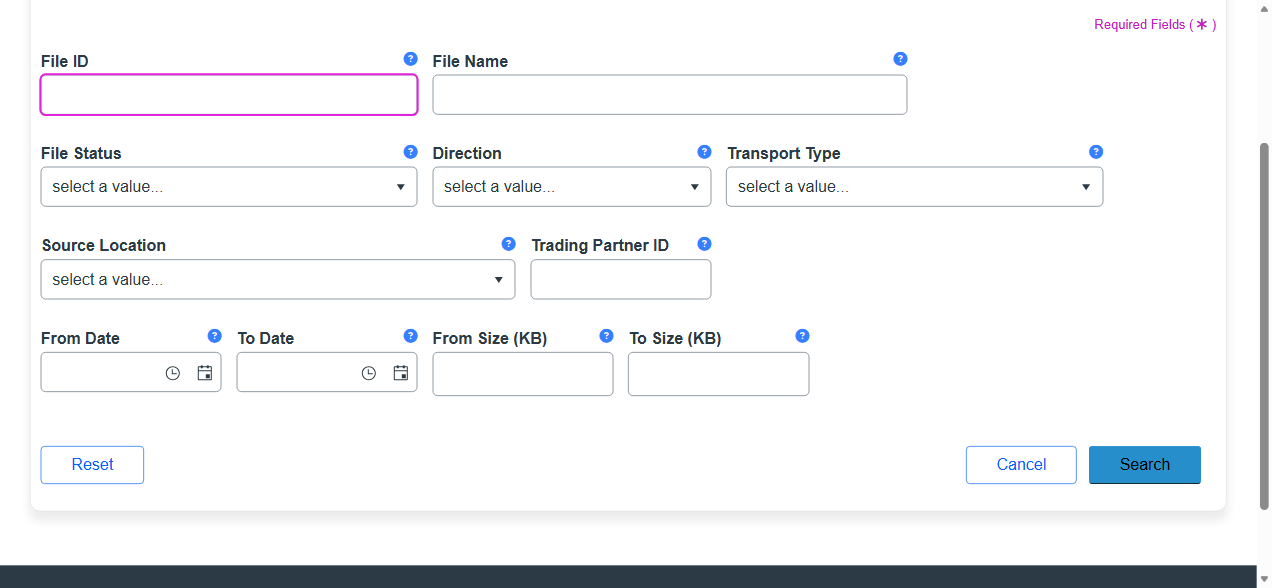 Required Fields ( * )
File ID ? File Name ?
File Status ? Direction ? Transport Type ?
select a value... select a value... select a value...
Source Location ? Trading Partner ID ?
select a value...
From Date ? To Date ? From Size (KB) ? To Size (KB) ?
Reset Cancel Search